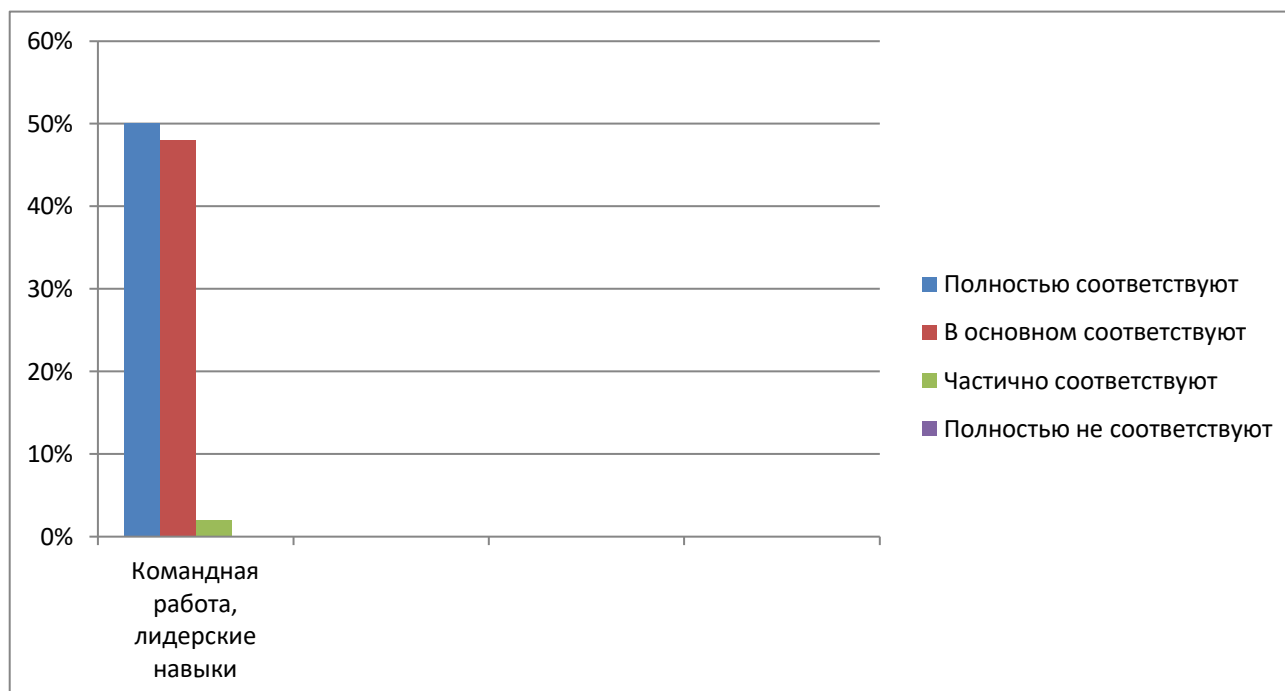 60%
50%
40%
30%
20%
10%
0%
Командная
работа,
лидерские
навыки
Полностью соответствуют
В основном соответствуют
Частично соответствуют
Полностью не соответствуют